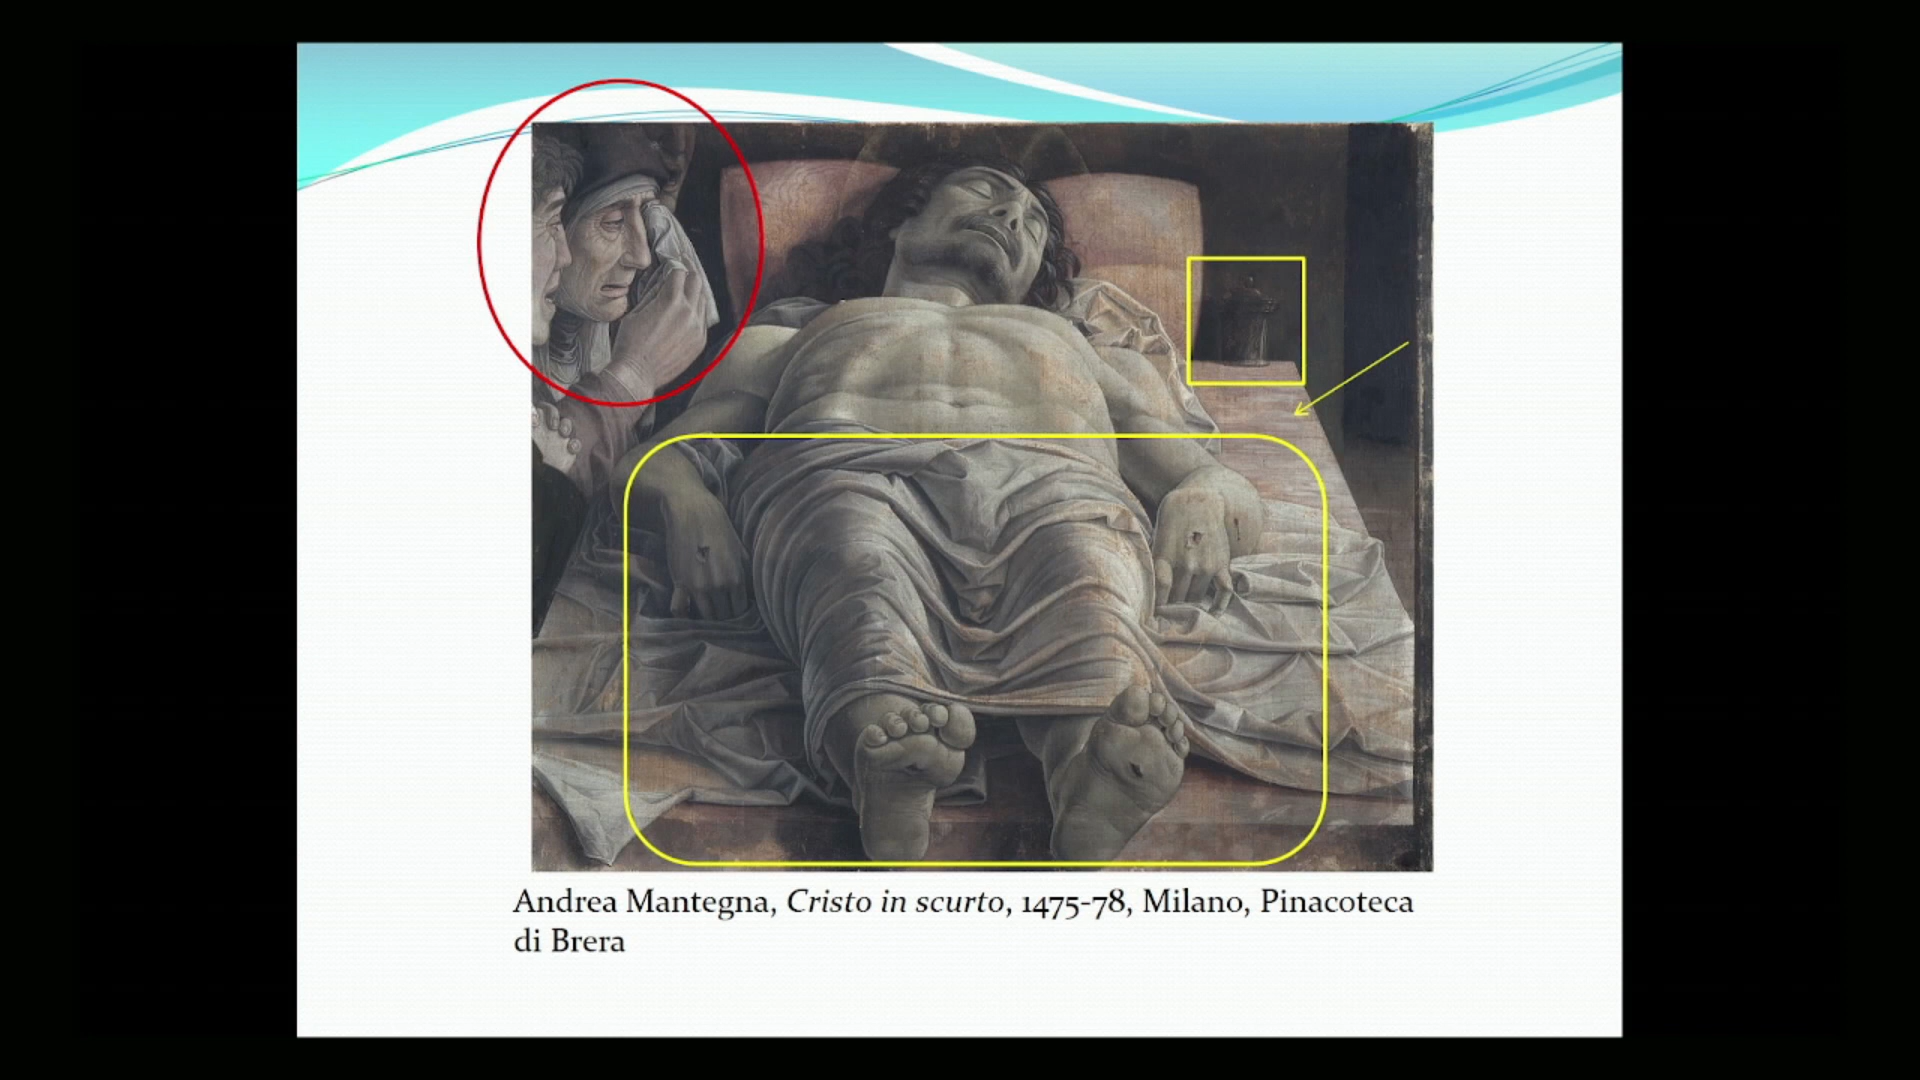 Andrea Mantegna, Cristo in scurto, 1475-78, Milano, Pinacoteca
di Brera